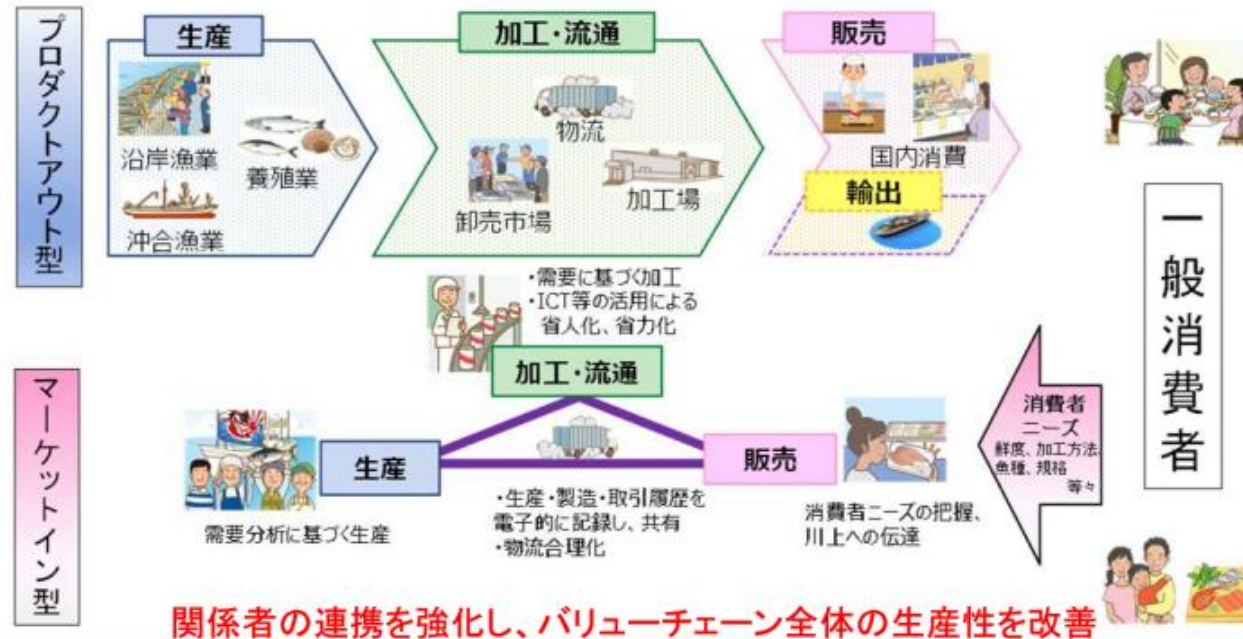 プロダクトアウト型
生産
沿岸漁業
養殖業
沖合漁業
加工・流通
物流
卸売市場
加工場
販売
国内消費
輸出
一般消費者
マーケットイン型
・需要に基づく加工
・ICT等の活用による
省人化、省力化
加工・流通
生産
需要分析に基づく生産
・生産・製造・取引履歴を
電子的に記録し、共有
・物流合理化
販売
消費者ニーズの把握、
川上への伝達
消費者
ニーズ
鮮度、加工方法、
魚種、規格
等々
関係者の連携を強化し、バリューチェーン全体の生産性を改善